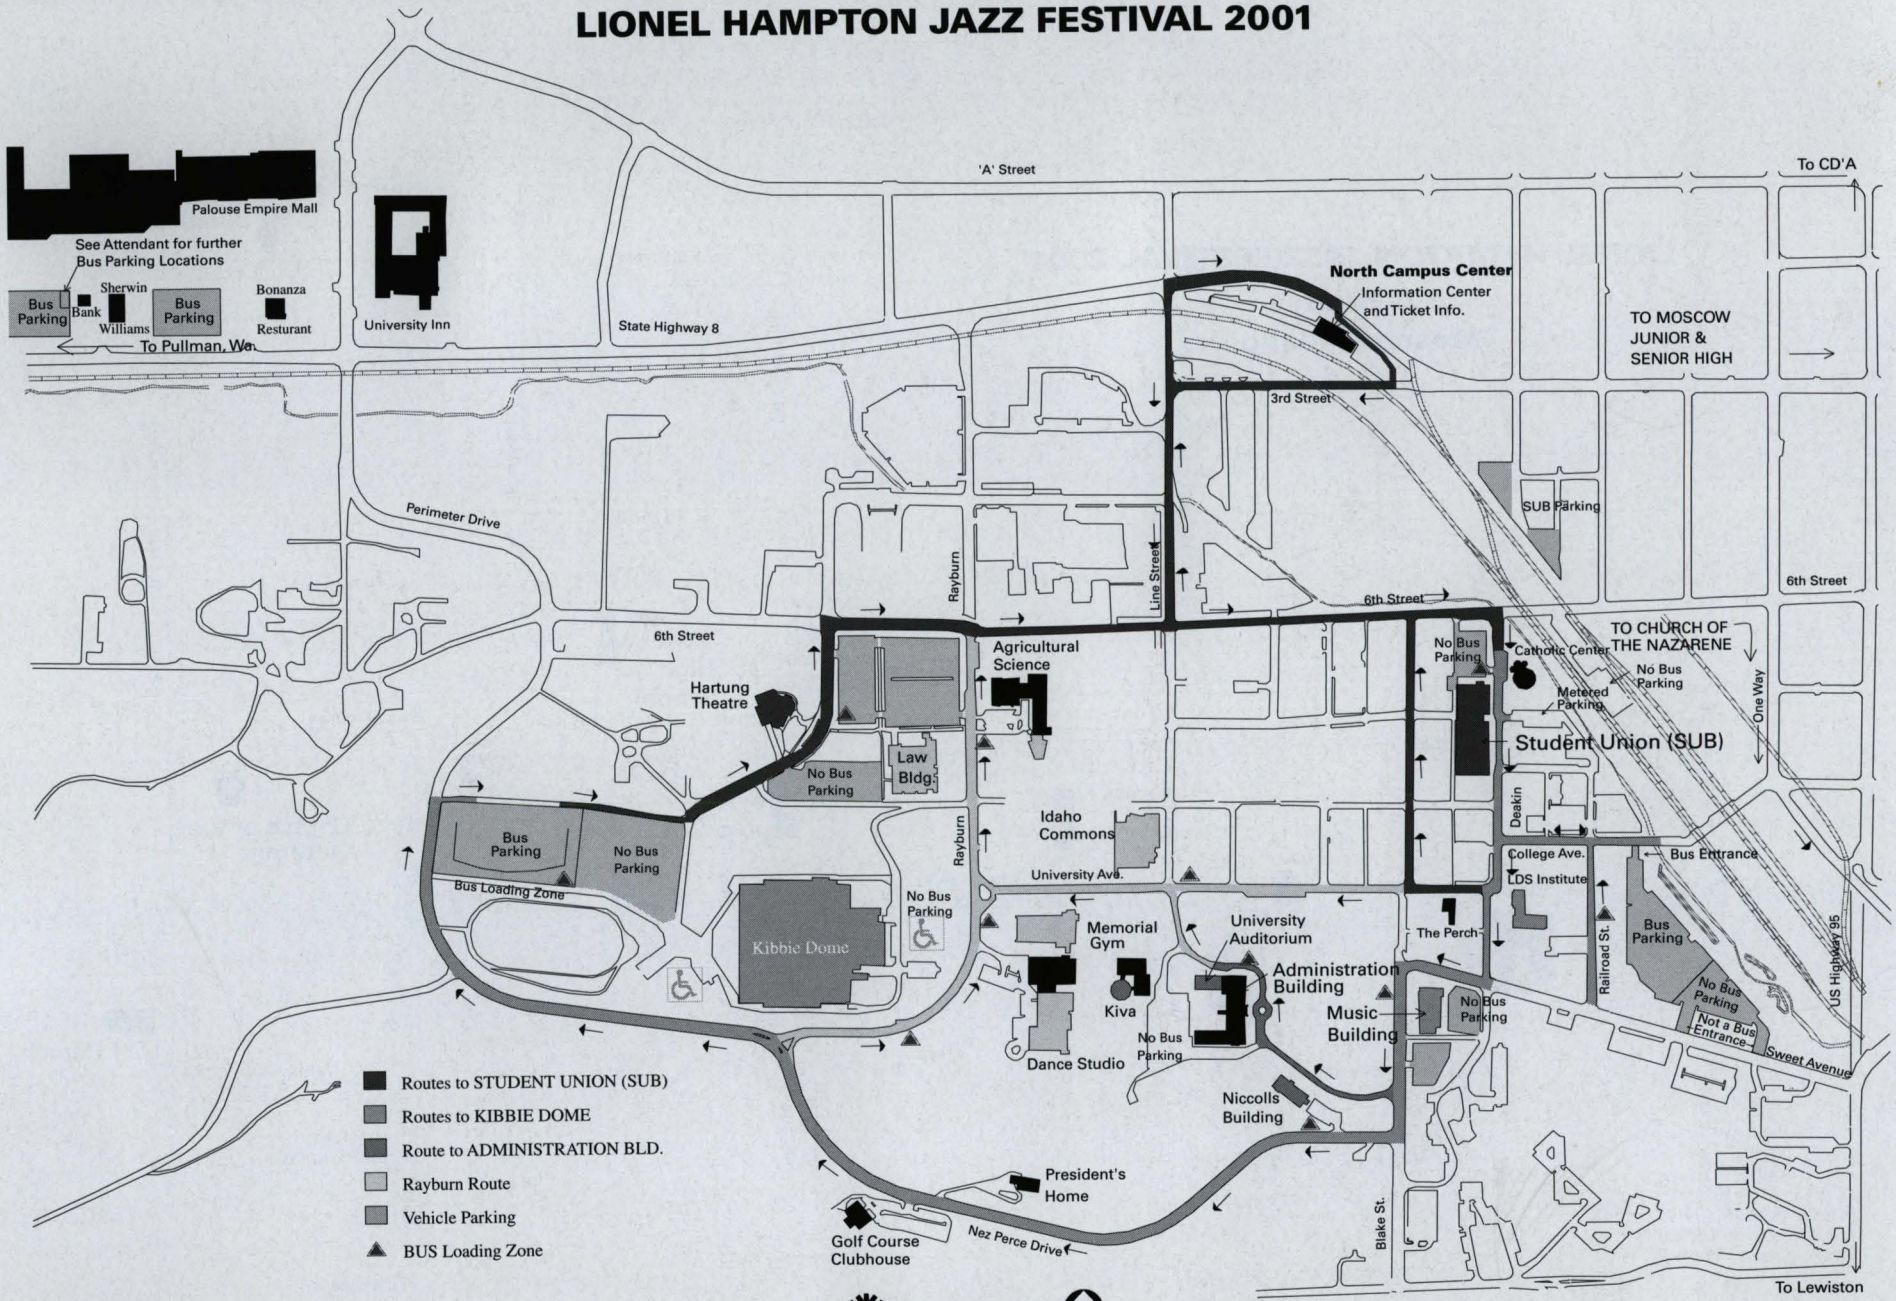 LIONEL HAMPTON JAZZ FESTIVAL 2001
'A' Street
To CD'A
Palouse Empire Mall
See Attendant for further
Bus Parking Locations
Bus
Parking
Bank
Sherwin
Williams
Bus
Parking
Bonanza
Resturant
To Pullman, Wa.
University Inn
State Highway 8
North Campus Center
Information Center
and Ticket Info.
TO MOSCOW
JUNIOR &
SENIOR HIGH
3rd Street
Perimeter Drive
Rayburn
Line Street
SUB Parking
6th Street
6th Street
6th Street
Hartung
Theatre
Agricultural
Science
No Bus
Parking
Catholic Center
TO CHURCH OF
THE NAZARENE
No Bus
Parking
Metered
Parking
One Way
Student Union (SUB)
Law
Bldg.
No Bus
Parking
Bus
Parking
No Bus
Parking
Bus Loading Zone
Rayburn
Idaho
Commons
University Ave.
Deakin
College Ave.
Bus Entrance
LDS Institute
Kibbie Dome
No Bus
Parking
Memorial
Gym
University
Auditorium
The Perch
Administration
Building
Kiva
Music
Building
No Bus
Parking
No Bus
Parking
Dance Studio
Railroad St.
Bus
Parking
No Bus
Parking
Not a Bus
Entrance
Sweet Avenue
US Highway 95
Niccolls
Building
President's
Home
Golf Course
Clubhouse
Nez Perce Drive
Blake St.
To Lewiston
Routes to STUDENT UNION (SUB)
Routes to KIBBIE DOME
Route to ADMINISTRATION BLD.
Rayburn Route
Vehicle Parking
BUS Loading Zone